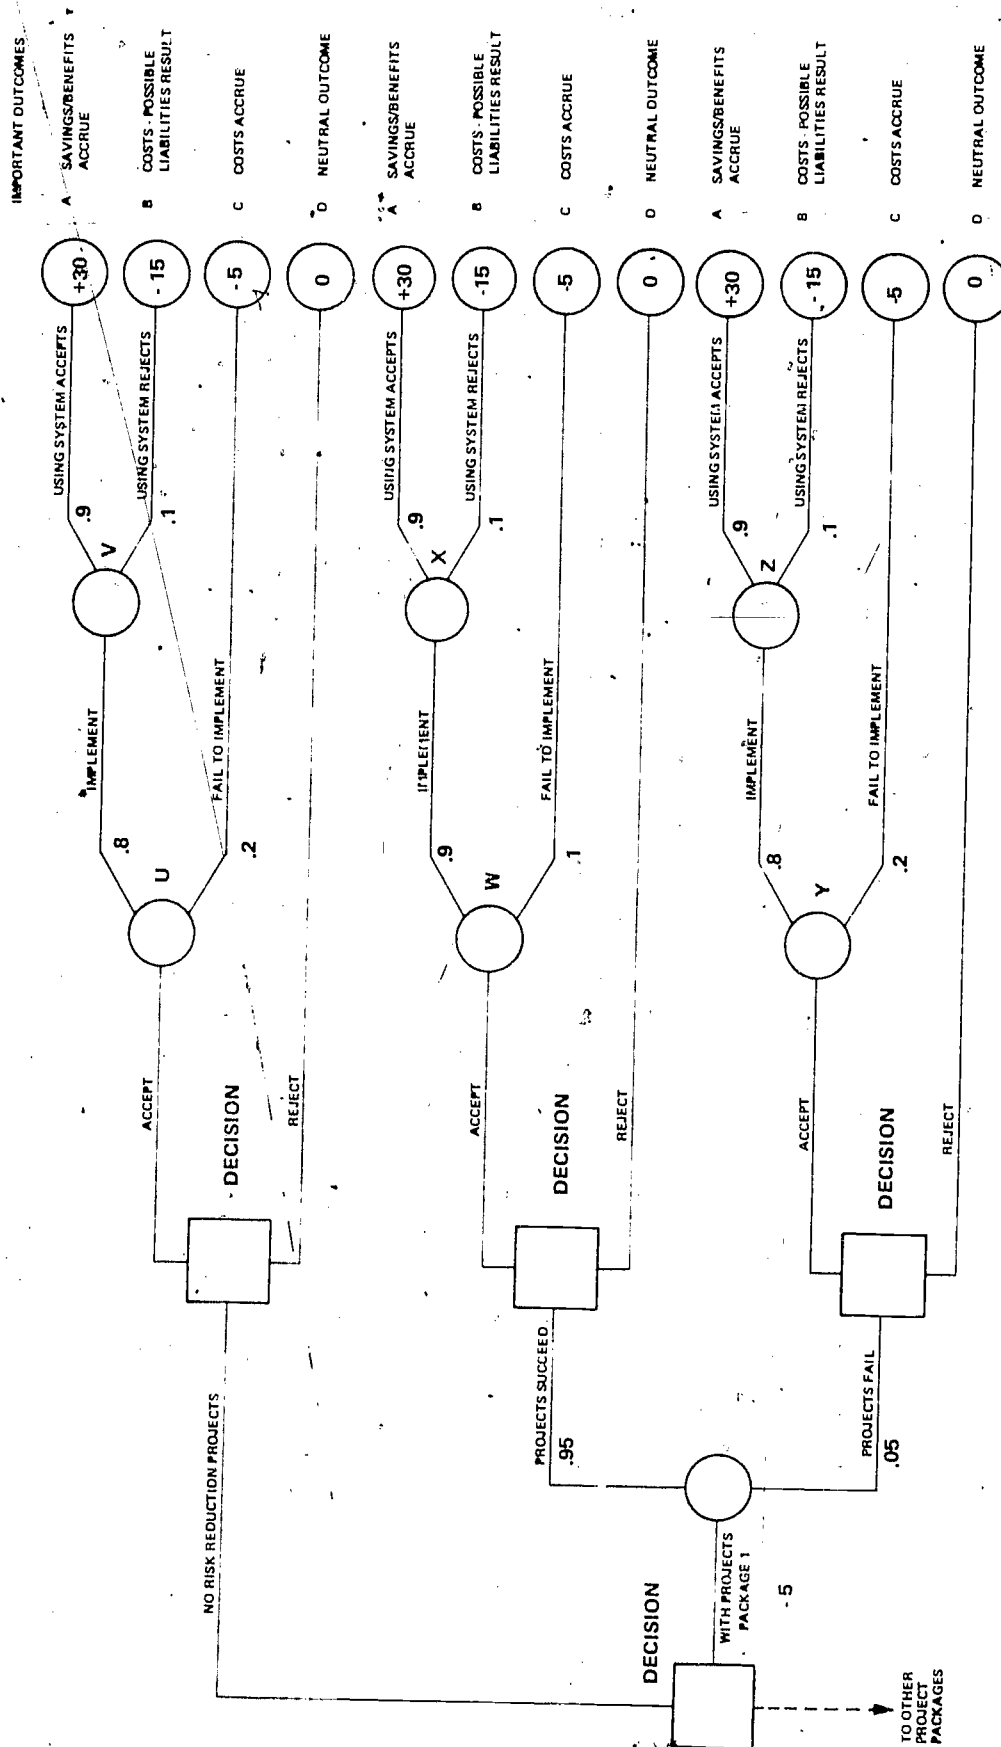 IMPORTANT OUTCOMES
A SAVINGS/BENEFITS
ACCRUE
B COSTS - POSSIBLE
LIABILITIES RESULT
C COSTS ACCRUE
D NEUTRAL OUTCOME
A SAVINGS/BENEFITS
ACCRUE
B COSTS - POSSIBLE
LIABILITIES RESULT
C COSTS ACCRUE
D NEUTRAL OUTCOME
A SAVINGS/BENEFITS
ACCRUE
B COSTS - POSSIBLE
LIABILITIES RESULT
C COSTS ACCRUE
D NEUTRAL OUTCOME
+30
-15
-5
0
+30
-15
-5
0
+30
-15
-5
0
USING SYSTEM ACCEPTS
USING SYSTEM REJECTS
USING SYSTEM ACCEPTS
USING SYSTEM REJECTS
USING SYSTEM ACCEPTS
USING SYSTEM REJECTS
.9
V
.1
.9
X
.1
.9
Z
.1
IMPLEMENT
FAIL TO IMPLEMENT
IMPLEMENT
FAIL TO IMPLEMENT
IMPLEMENT
FAIL TO IMPLEMENT
.8
U
.2
.9
W
.1
.8
Y
.2
ACCEPT
DECISION
REJECT
ACCEPT
DECISION
REJECT
ACCEPT
DECISION
REJECT
NO RISK REDUCTION PROJECTS
PROJECTS SUCCEED
.95
PROJECTS FAIL
.05
DECISION
WITH PROJECTS
PACKAGE 1
-5
TO OTHER
PROJECT
PACKAGES